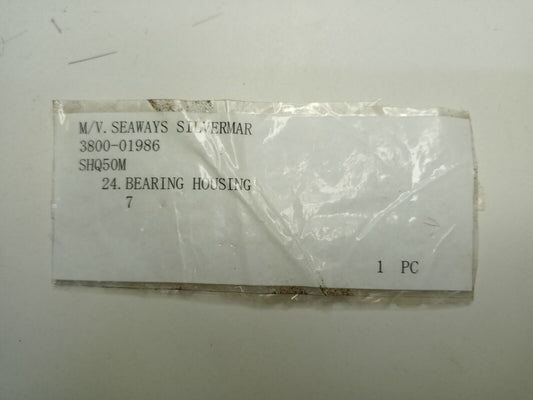 M/V. SEAWAYS SILVERMAR
3800-01986
SHQ50M
24. BEARING HOUSING
7
1 PC